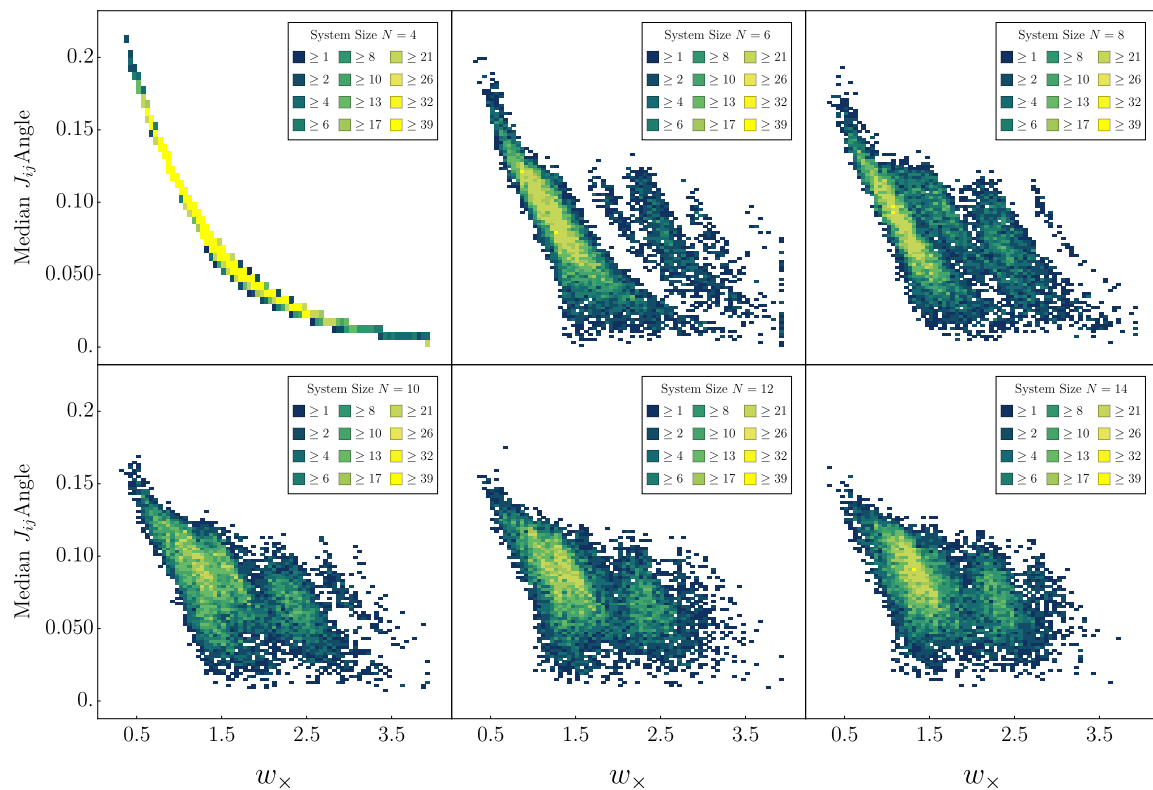 System Size N = 4
≥ 1 ≥ 8 ≥ 21
≥ 2 ≥ 10 ≥ 26
≥ 4 ≥ 13 ≥ 32
≥ 6 ≥ 17 ≥ 39
System Size N = 6
≥ 1 ≥ 8 ≥ 21
≥ 2 ≥ 10 ≥ 26
≥ 4 ≥ 13 ≥ 32
≥ 6 ≥ 17 ≥ 39
System Size N = 8
≥ 1 ≥ 8 ≥ 21
≥ 2 ≥ 10 ≥ 26
≥ 4 ≥ 13 ≥ 32
≥ 6 ≥ 17 ≥ 39
Median J_{ij}Angle
0.2
0.15
0.10
0.050
0.
System Size N = 10
≥ 1 ≥ 8 ≥ 21
≥ 2 ≥ 10 ≥ 26
≥ 4 ≥ 13 ≥ 32
≥ 6 ≥ 17 ≥ 39
System Size N = 12
≥ 1 ≥ 8 ≥ 21
≥ 2 ≥ 10 ≥ 26
≥ 4 ≥ 13 ≥ 32
≥ 6 ≥ 17 ≥ 39
System Size N = 14
≥ 1 ≥ 8 ≥ 21
≥ 2 ≥ 10 ≥ 26
≥ 4 ≥ 13 ≥ 32
≥ 6 ≥ 17 ≥ 39
Median J_{ij}Angle
0.2
0.15
0.10
0.050
0.
0.5 1.5 2.5 3.5
0.5 1.5 2.5 3.5
0.5 1.5 2.5 3.5
w_×
w_×
w_×